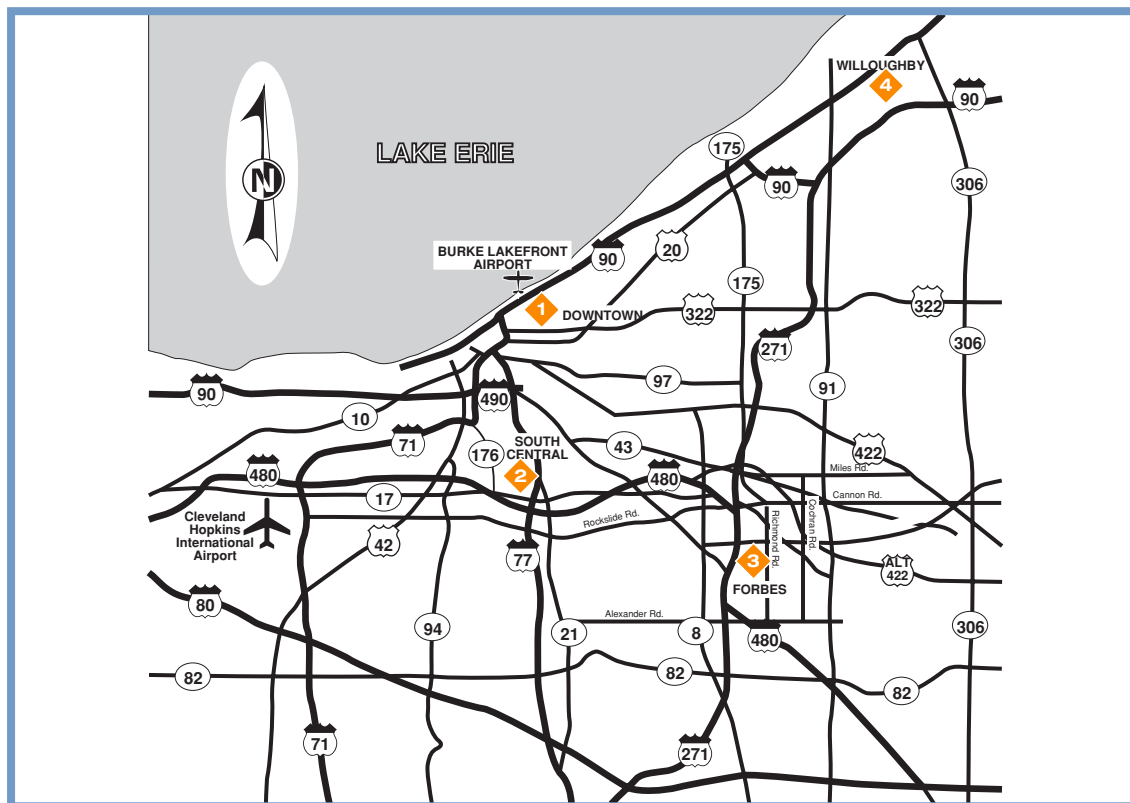 WILLOUGHBY
4
90
N
LAKE ERIE
175
90
306
BURKE LAKEFRONT
AIRPORT
90
20
175
1
DOWNTOWN
322
322
271
306
90
490
97
91
10
71
176
SOUTH
CENTRAL
43
422
480
2
480
Miles Rd.
17
Cannon Rd.
Cleveland
Hopkins
International
Airport
Rockslide Rd.
Richmond Rd.
Cochran Rd.
42
77
3
FORBES
ALT
422
80
94
21
Alexander Rd.
8
480
306
82
82
82
71
271